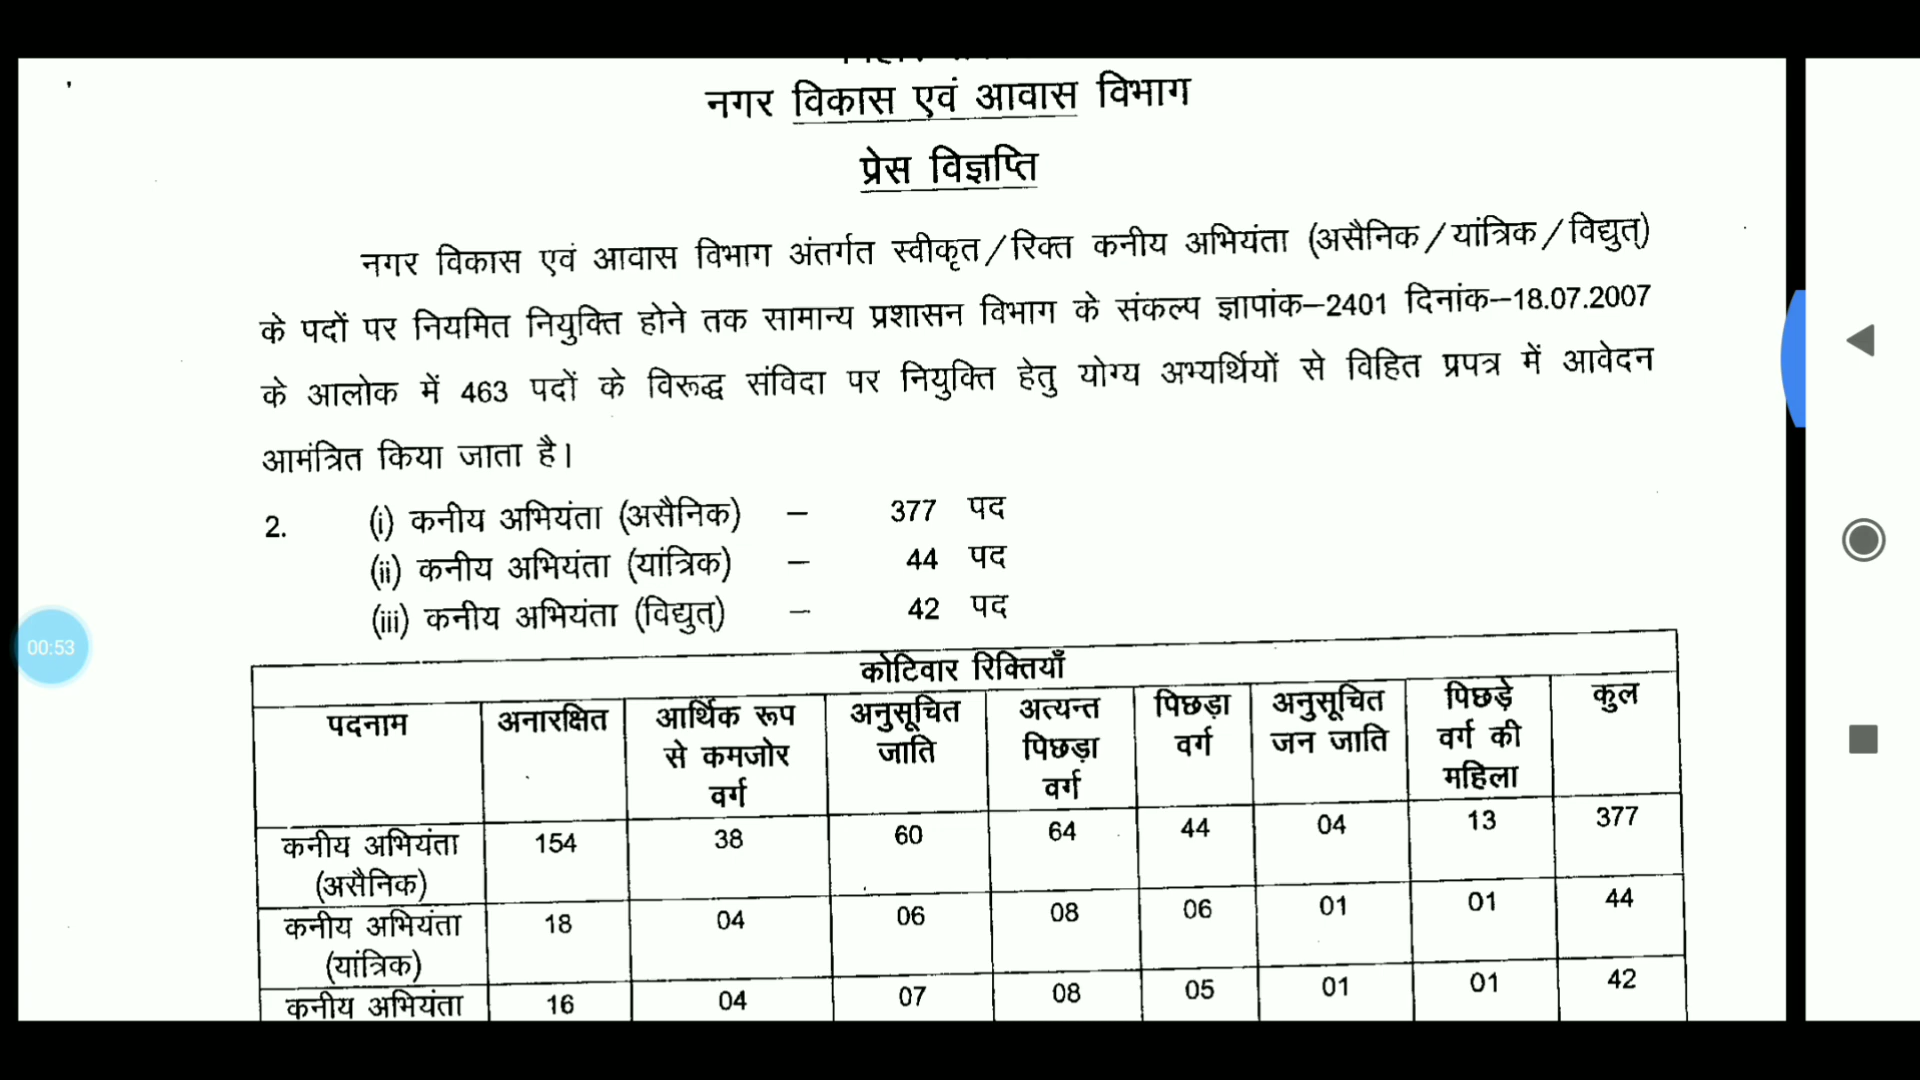 नगर विकास एवं आवास विभाग
प्रेस विज्ञप्ति
नगर विकास एवं आवास विभाग अंतर्गत स्वीकृत/रिक्त कनीय अभियंता (असैनिक/यांत्रिक/विद्युत्)
के पदों पर नियमित नियुक्ति होने तक सामान्य प्रशासन विभाग के संकल्प ज्ञापांक–2401 दिनांक–18.07.2007
के आलोक में 463 पदों के विरूद्ध संविदा पर नियुक्ति हेतु योग्य अभ्यर्थियों से विहित प्रपत्र में आवेदन
आमंत्रित किया जाता है।
2. (i) कनीय अभियंता (असैनिक) – 377 पद
(ii) कनीय अभियंता (यांत्रिक) – 44 पद
(iii) कनीय अभियंता (विद्युत्) – 42 पद
00:53
कोटिवार रिक्तियाँ
पदनाम अनारक्षित आर्थिक रूप से कमजोर वर्ग अनुसूचित जाति अत्यन्त पिछड़ा वर्ग पिछड़ा वर्ग अनुसूचित जन जाति पिछड़े वर्ग की महिला कुल
कनीय अभियंता (असैनिक) 154 38 60 64 44 04 13 377
कनीय अभियंता (यांत्रिक) 18 04 06 08 06 01 01 44
कनीय अभियंता 16 04 07 08 05 01 01 42